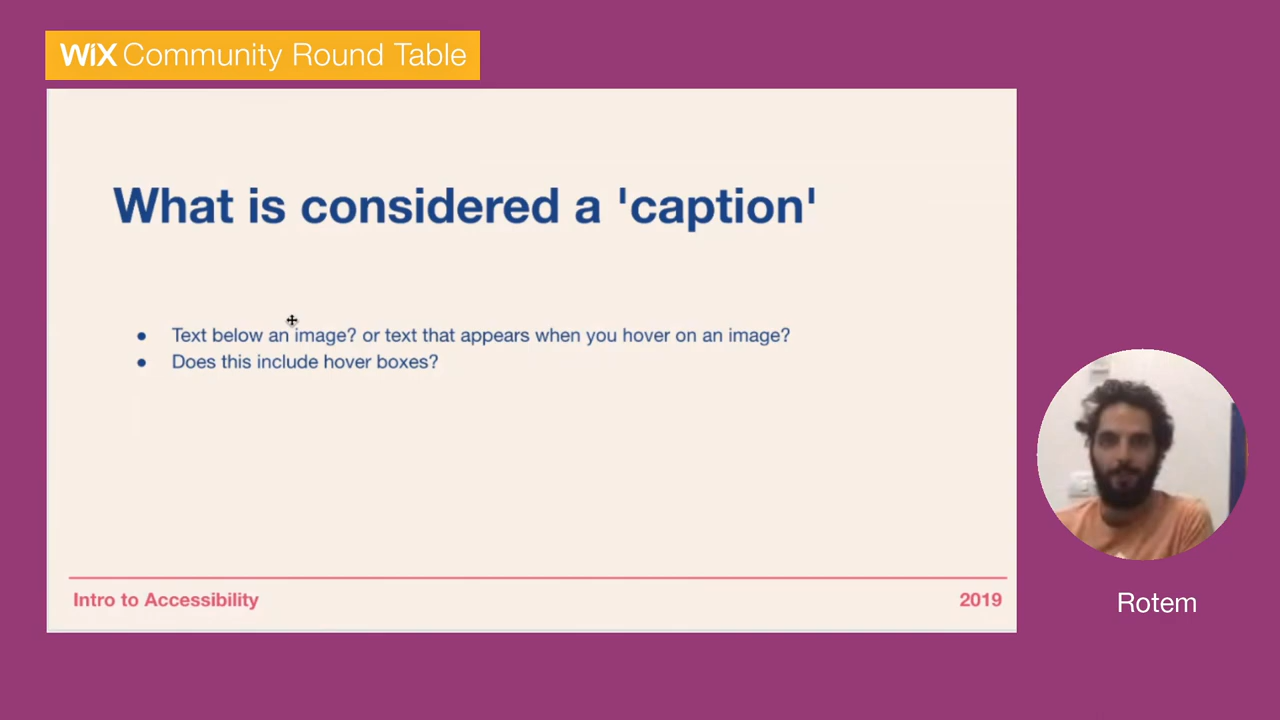 WiX Community Round Table
What is considered a 'caption'
● Text below an image? or text that appears when you hover on an image?
● Does this include hover boxes?
Intro to Accessibility
2019
Rotem